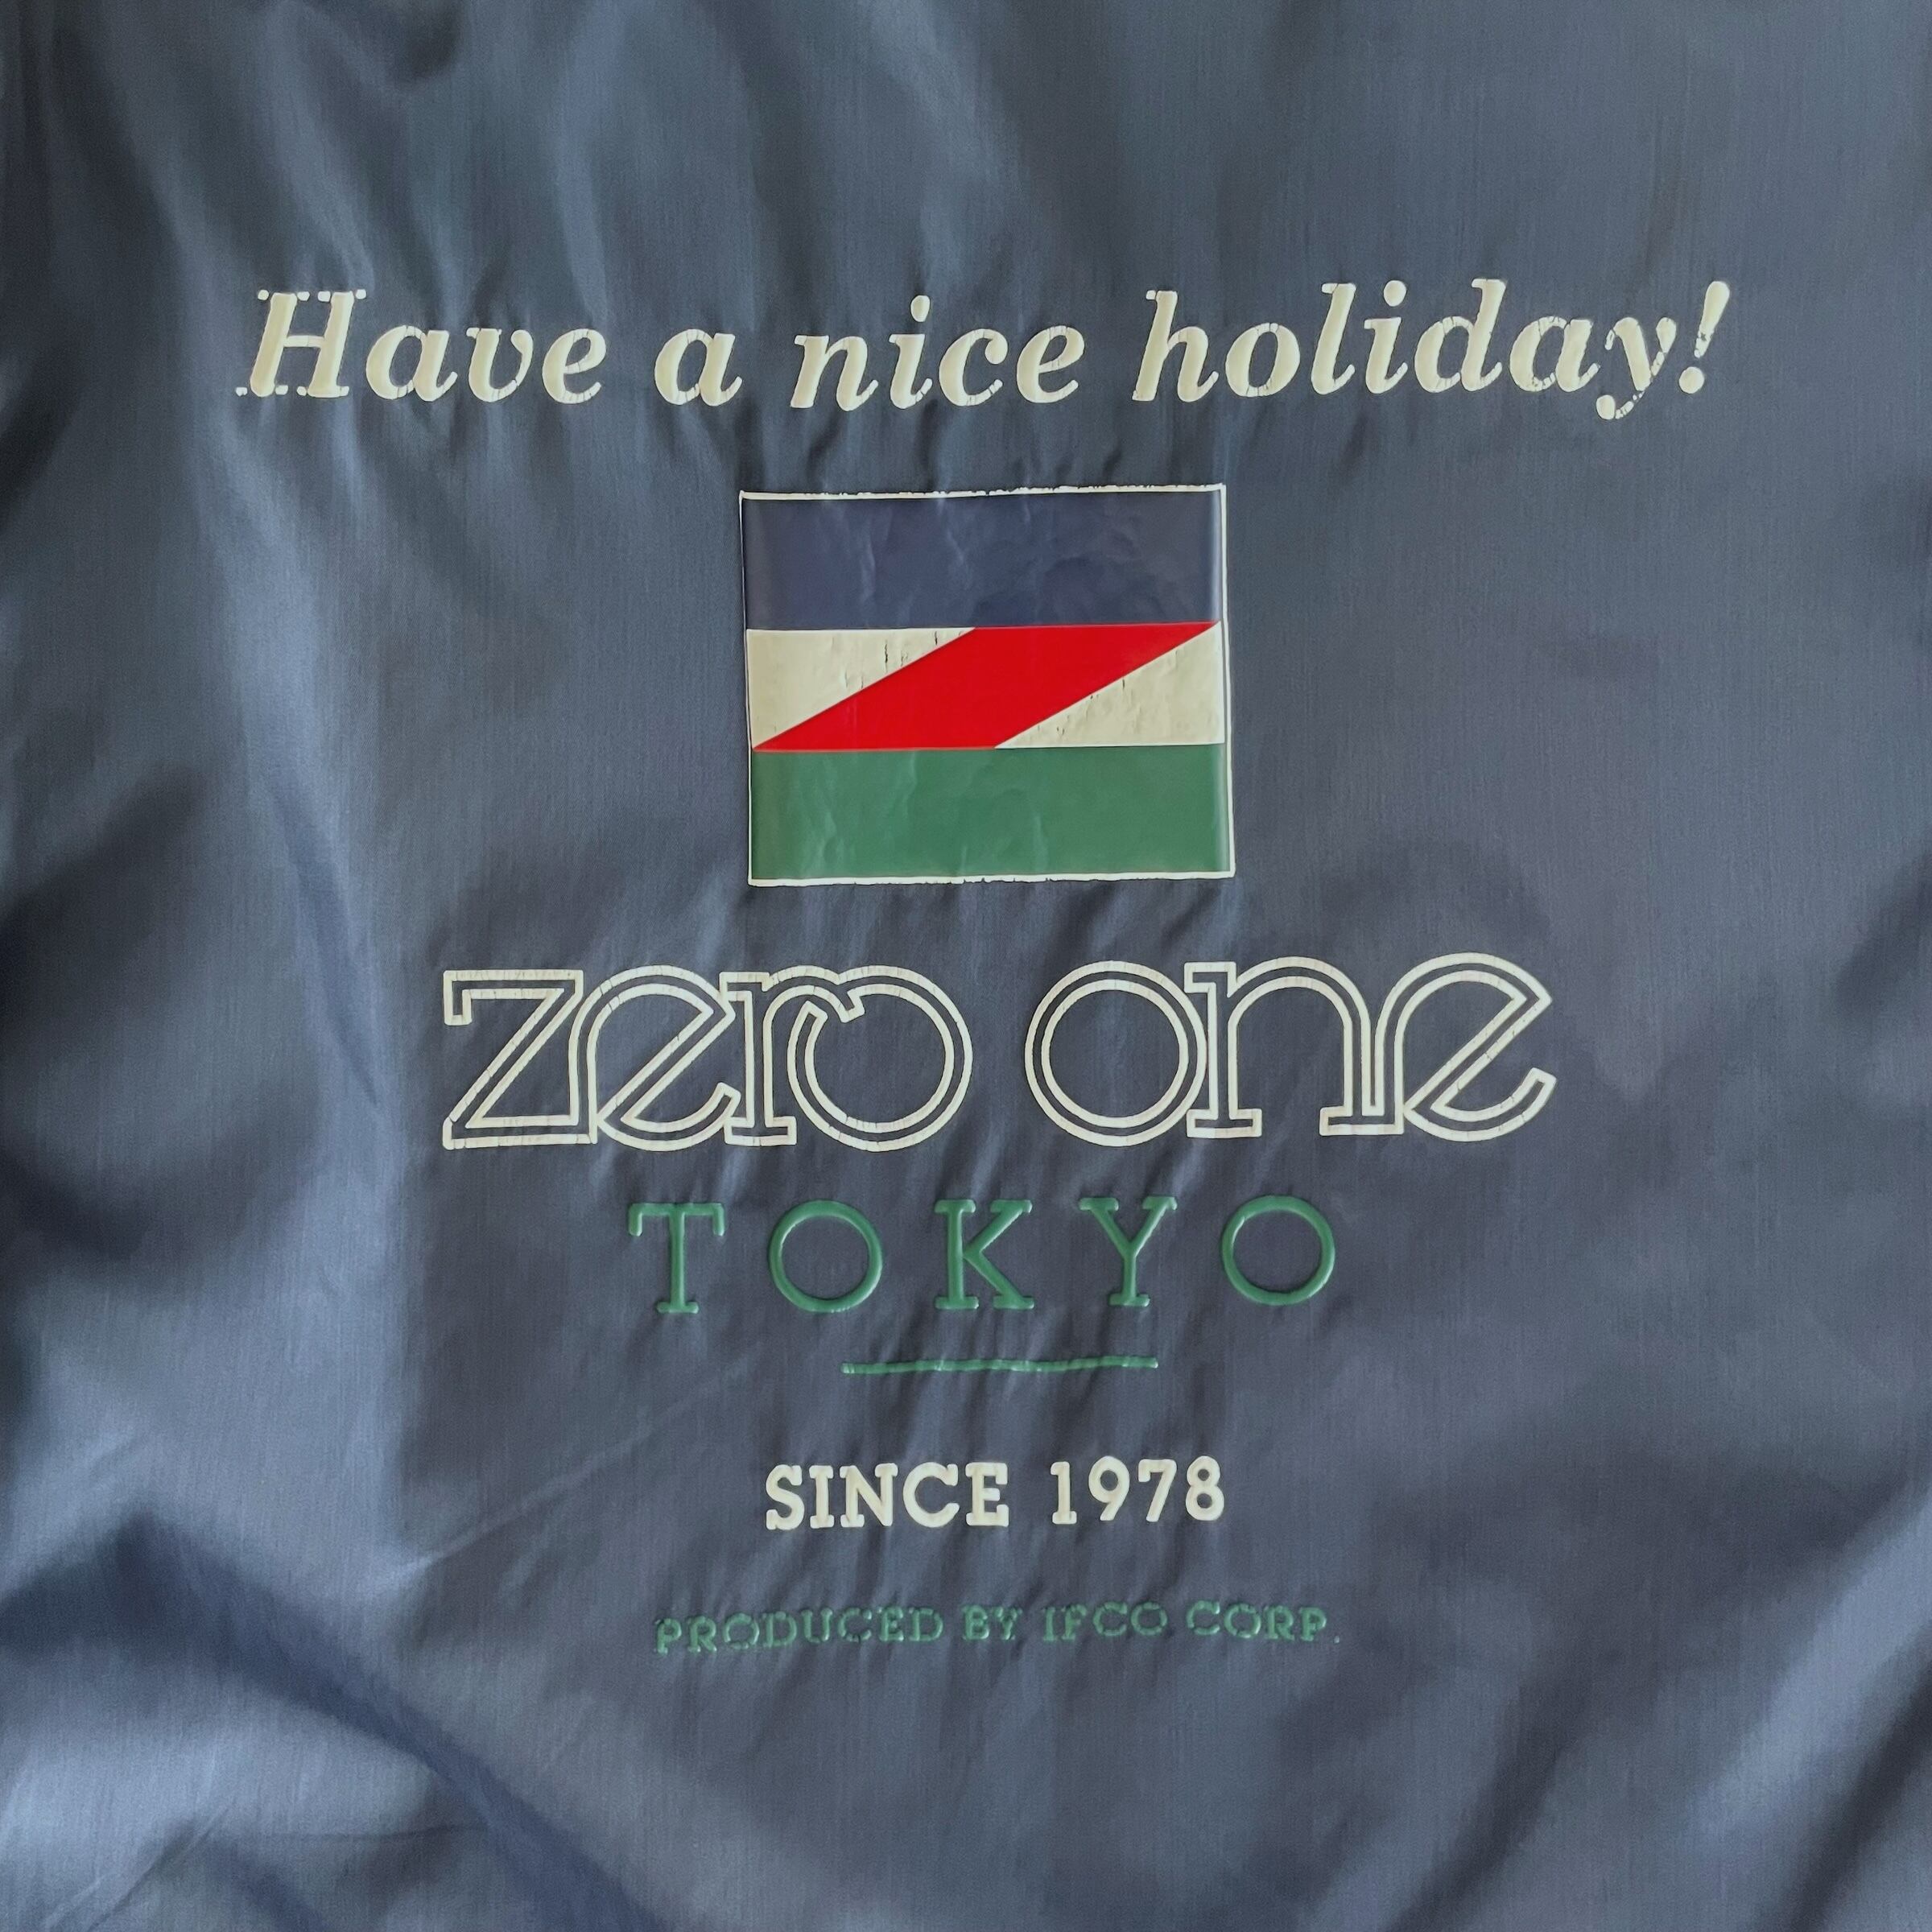 Have a nice holiday!
zero one
TOKYO
SINCE 1978
PRODUCED BY IFCO CORP.